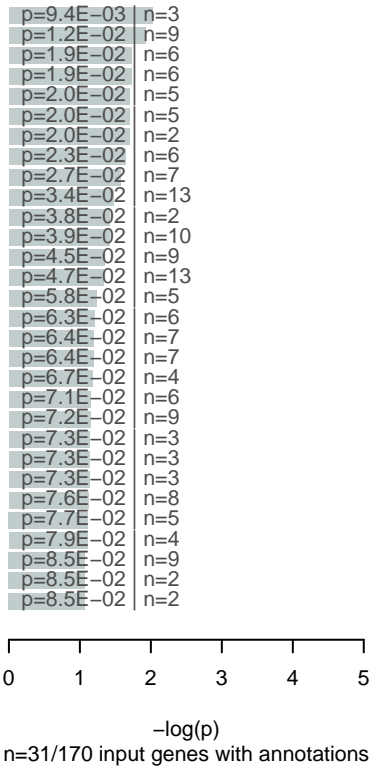 p=9.4E−03 n=3
p=1.2E−02 n=9
p=1.9E−02 n=6
p=1.9E−02 n=6
p=2.0E−02 n=5
p=2.0E−02 n=5
p=2.0E−02 n=2
p=2.3E−02 n=6
p=2.7E−02 n=7
p=3.4E−02 n=13
p=3.8E−02 n=2
p=3.9E−02 n=10
p=4.5E−02 n=9
p=4.7E−02 n=13
p=5.8E−02 n=5
p=6.3E−02 n=6
p=6.4E−02 n=7
p=6.4E−02 n=7
p=6.7E−02 n=4
p=7.1E−02 n=6
p=7.2E−02 n=9
p=7.3E−02 n=3
p=7.3E−02 n=3
p=7.3E−02 n=3
p=7.6E−02 n=8
p=7.7E−02 n=5
p=7.9E−02 n=4
p=8.5E−02 n=9
p=8.5E−02 n=2
p=8.5E−02 n=2
0 1 2 3 4 5
−log(p)
n=31/170 input genes with annotations